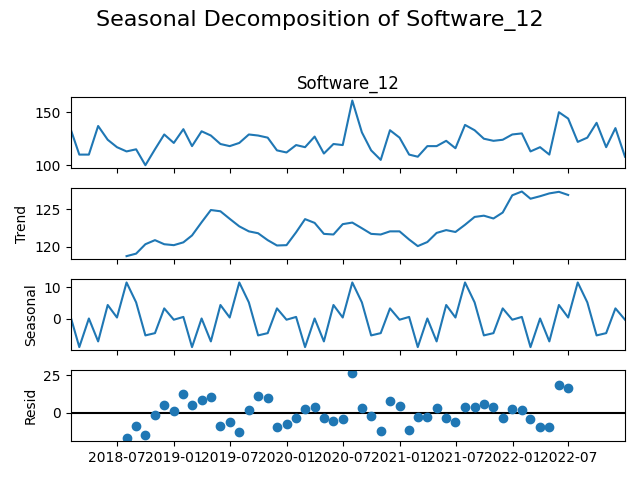 Seasonal Decomposition of Software_12
Software_12
150
100
Trend
125
120
Seasonal
10
0
Resid
25
0
2018-07 2019-01 2019-07 2020-01 2020-07 2021-01 2021-07 2022-01 2022-07